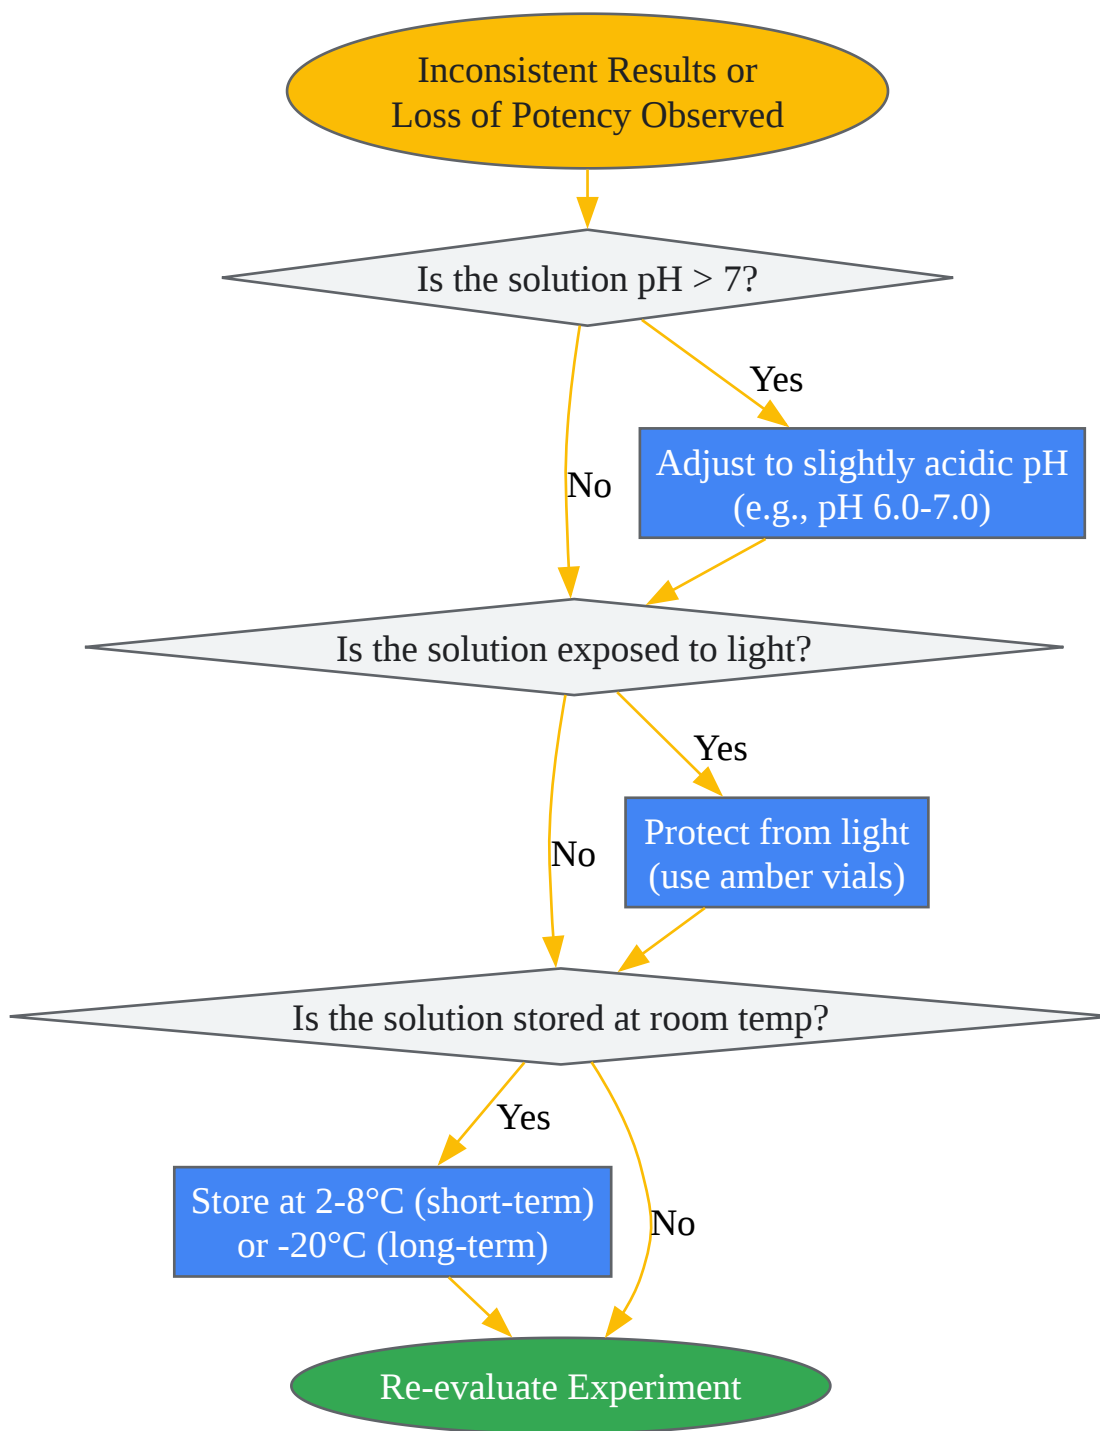 Inconsistent Results or
Loss of Potency Observed
Is the solution pH > 7?
Yes
Adjust to slightly acidic pH
(e.g., pH 6.0-7.0)
No
Is the solution exposed to light?
Yes
Protect from light
(use amber vials)
No
Is the solution stored at room temp?
Yes
Store at 2-8°C (short-term)
or -20°C (long-term)
No
Re-evaluate Experiment